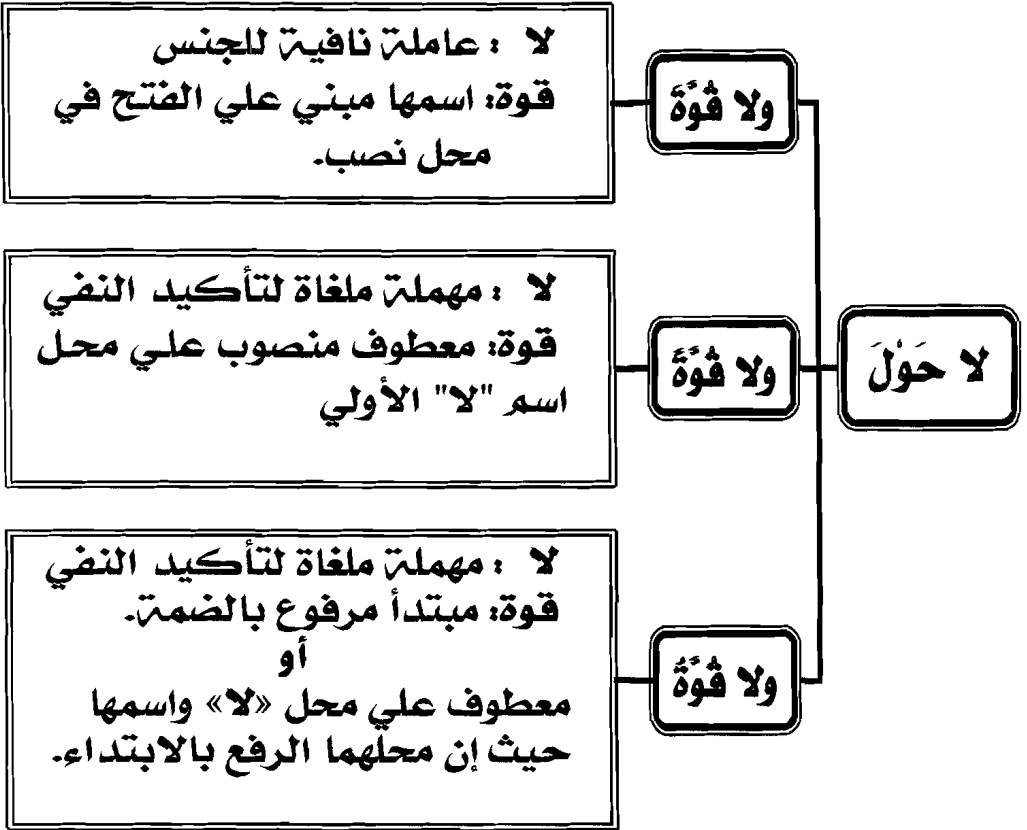 لا حَوْلَ
ولا قُوَّةَ
لا : عاملة نافية للجنس
قوة: اسمها مبني علي الفتح في
محل نصب.
ولا قُوَّةً
لا : مهملة ملغاة لتأكيد النفي
قوة: معطوف منصوب علي محل
اسم "لا" الأولي
ولا قُوَّةٌ
لا : مهملة ملغاة لتأكيد النفي
قوة: مبتدأ مرفوع بالضمة.
أو
معطوف علي محل «لا» واسمها
حيث إن محلهما الرفع بالابتداء.